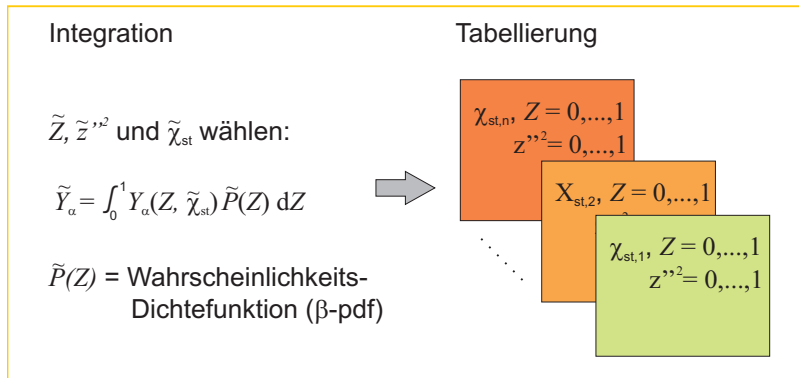 Integration
Z̃, z̃''² und χ̃st wählen:
Ỹα = ∫₀¹ Yα(Z, χ̃st) P̃(Z) dZ
P̃(Z) = Wahrscheinlichkeits-
Dichtefunktion (β-pdf)
Tabellierung
χst,n, Z = 0,...,1
z''² = 0,...,1
Xst,2, Z = 0,...,1
χst,1, Z = 0,...,1
z''² = 0,...,1